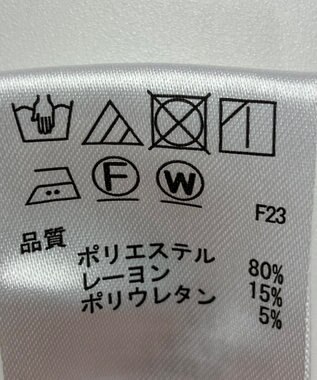 F W
F23
品質
ポリエステル 80%
レーヨン 15%
ポリウレタン 5%